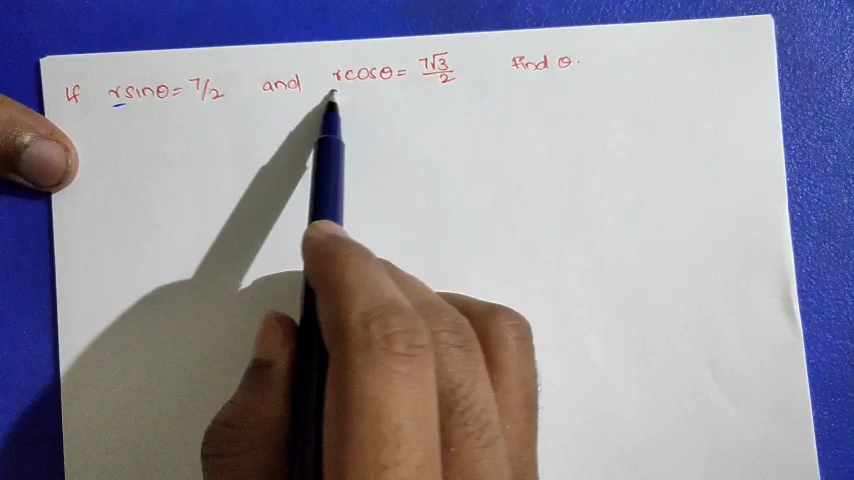 If rsinθ = 7/2 and rcosθ = 7√3/2 find θ.